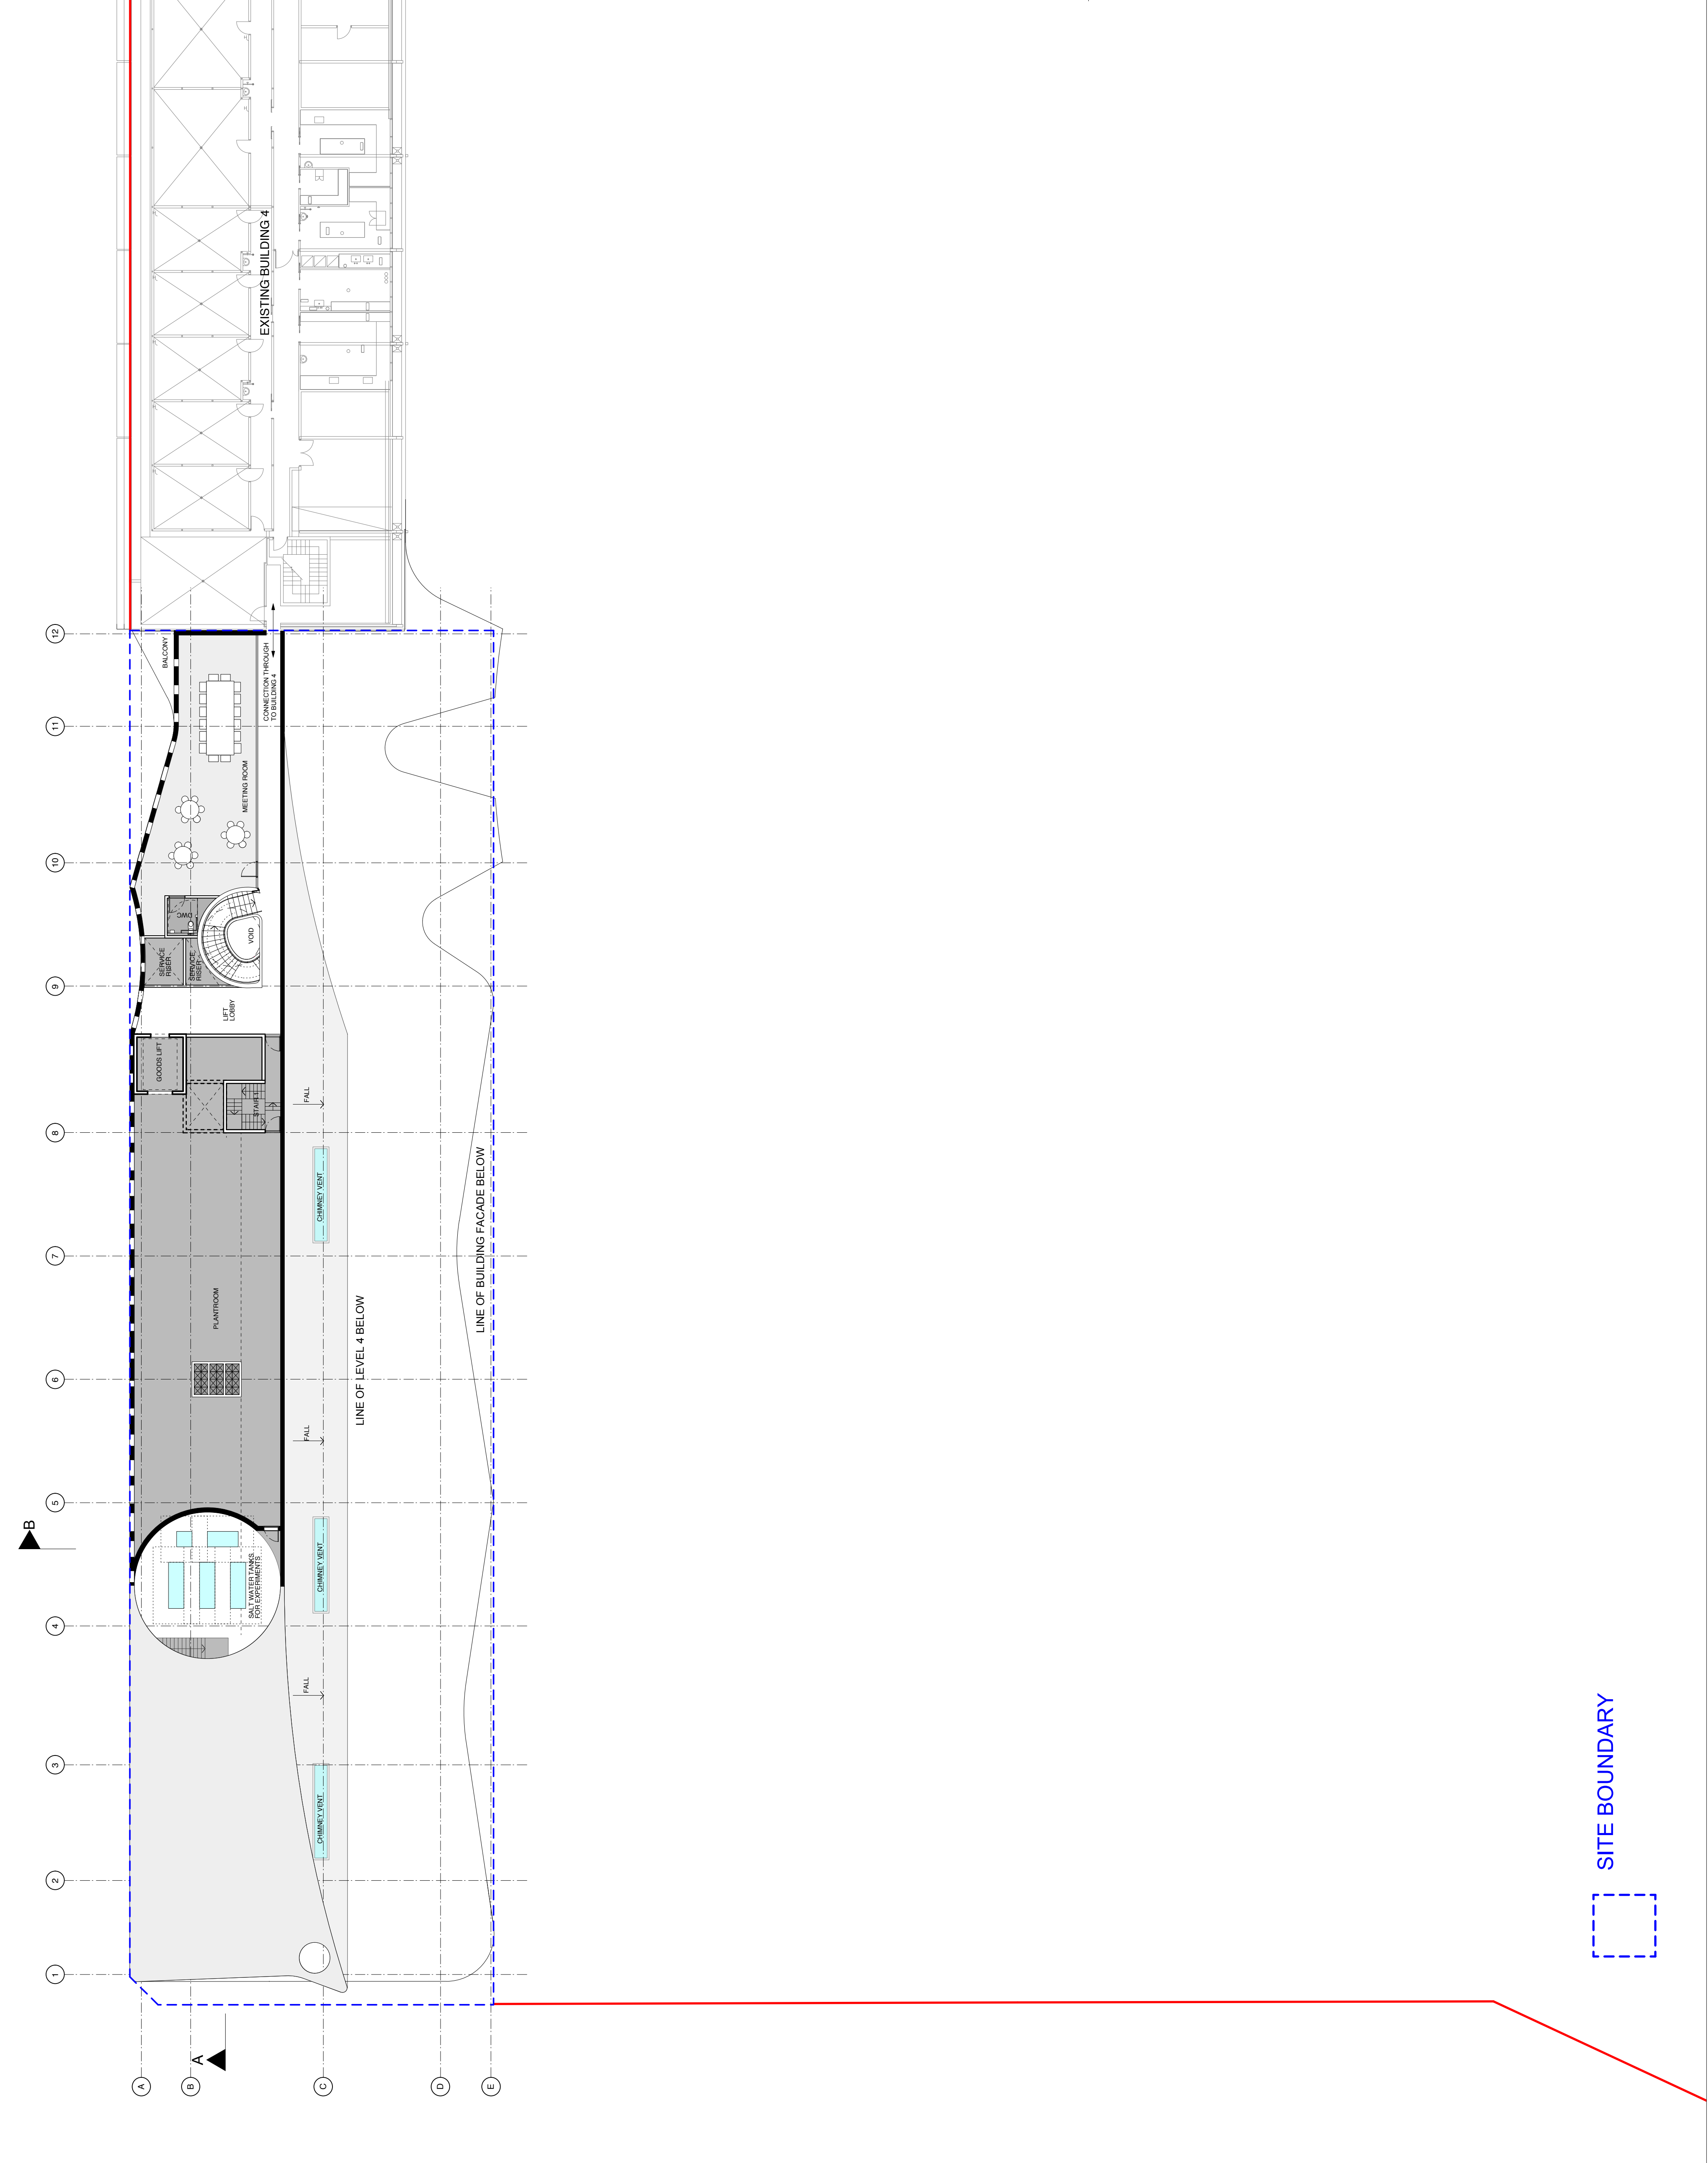 EXISTING BUILDING 4
12
11
10
9
8
7
6
5
4
3
2
1
BALCONY
CONNECTION THROUGH
TO BUILDING 4
MEETING ROOM
DWC
VOID
SERVICE
RISER
SERVICE
RISER
LIFT
LOBBY
GOODS LIFT
STAIR 1
FALL
CHIMNEY VENT
LINE OF BUILDING FACADE BELOW
PLANTROOM
LINE OF LEVEL 4 BELOW
FALL
B
CHIMNEY VENT
SALT WATER TANKS
FOR EXPERIMENTS
FALL
CHIMNEY VENT
SITE BOUNDARY
A
A
B
C
D
E